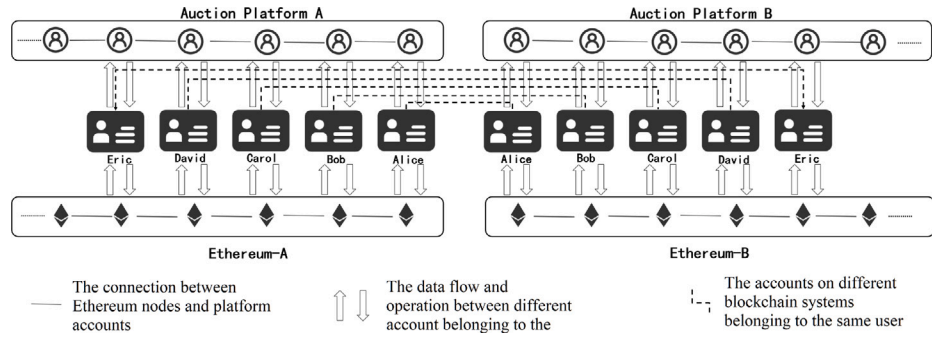 Auction Platform A
Auction Platform B
Eric
David
Carol
Bob
Alice
Alice
Bob
Carol
David
Eric
Ethereum-A
Ethereum-B
The connection between
Ethereum nodes and platform
accounts
The data flow and
operation between different
account belonging to the
The accounts on different
blockchain systems
belonging to the same user